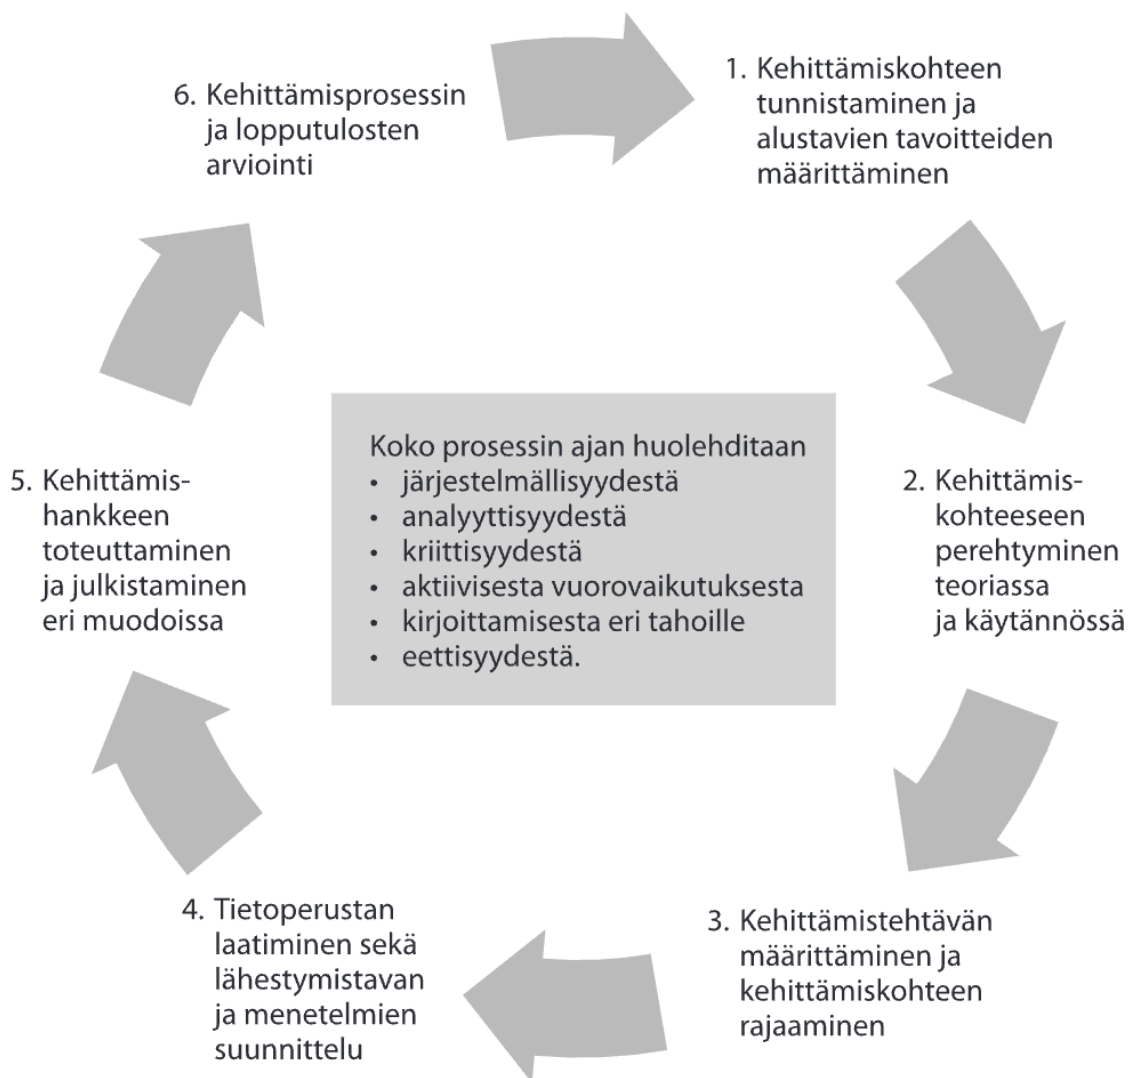 1. Kehittämiskohteen
tunnistaminen ja
alustavien tavoitteiden
määrittäminen
2. Kehittämis-
kohteeseen
perehtyminen
teoriassa
ja käytännössä
3. Kehittämistehtävän
määrittäminen ja
kehittämiskohteen
rajaaminen
4. Tietoperustan
laatiminen sekä
lähestymistavan
ja menetelmien
suunnittelu
5. Kehittämis-
hankkeen
toteuttaminen
ja julkistaminen
eri muodoissa
6. Kehittämisprosessin
ja lopputulosten
arviointi
Koko prosessin ajan huolehditaan
• järjestelmällisyydestä
• analyyttisyydestä
• kriittisyydestä
• aktiivisesta vuorovaikutuksesta
• kirjoittamisesta eri tahoille
• eettisyydestä.